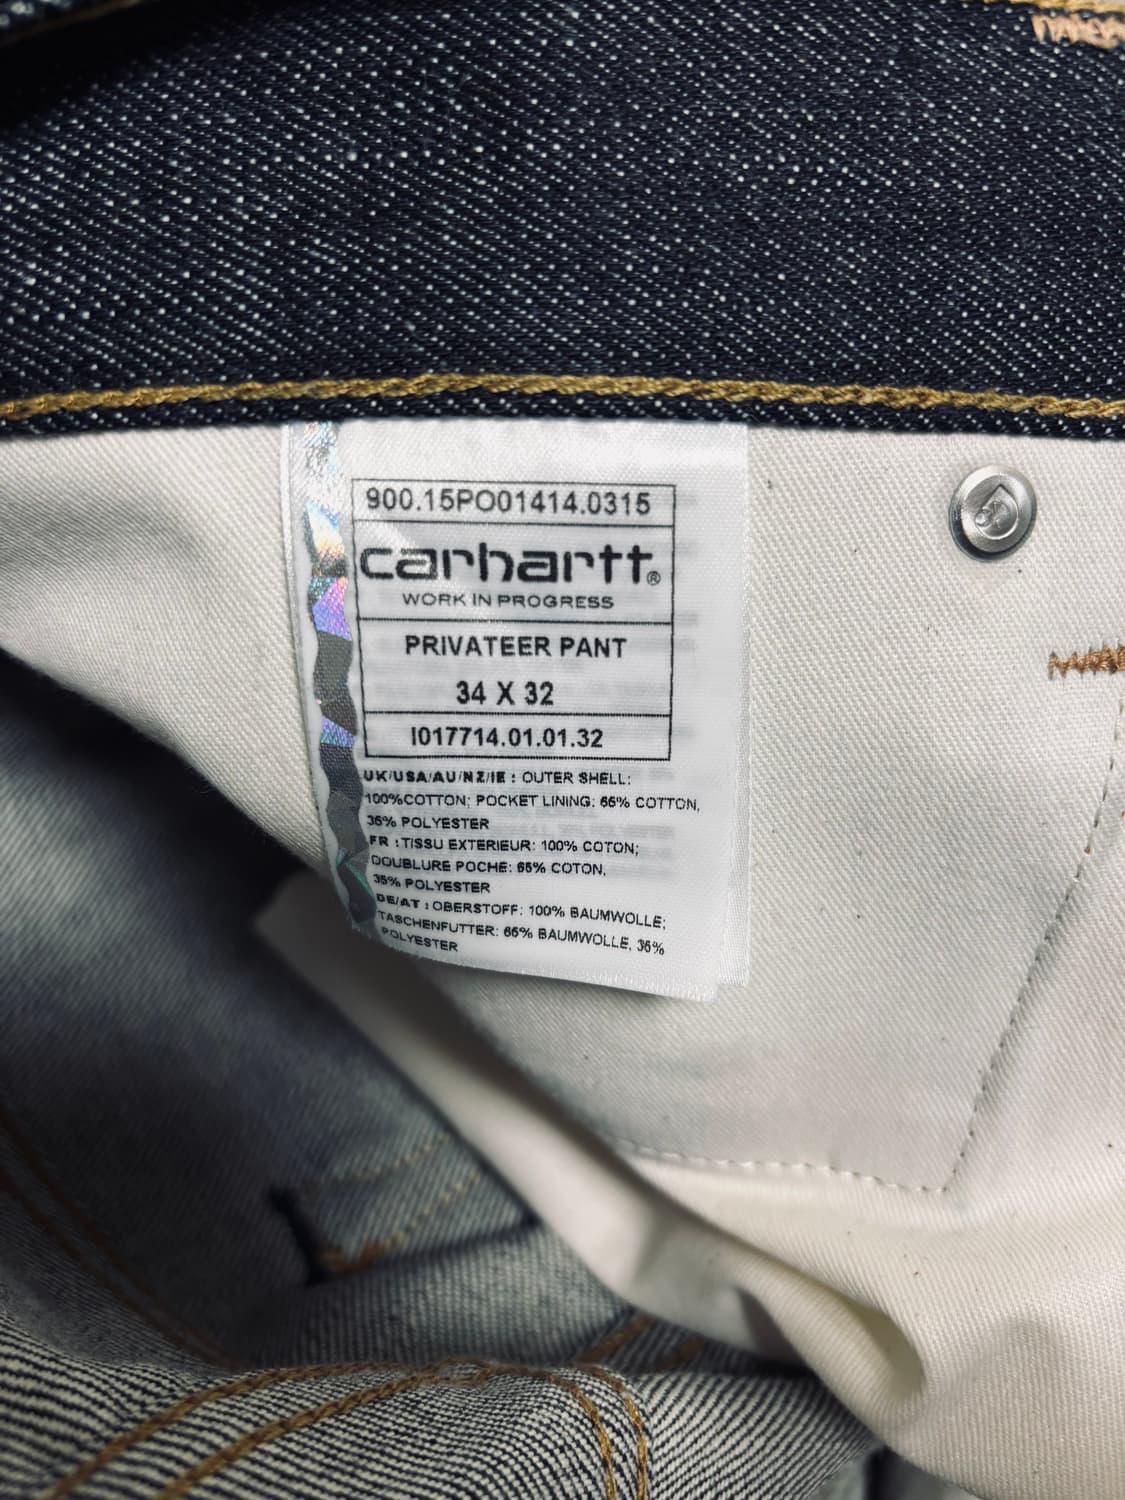 900.15PO01414.0315
carhartt®
WORK IN PROGRESS
PRIVATEER PANT
34 X 32
I017714.01.01.32
UK/USA/AU/NZ/IE : OUTER SHELL:
100%COTTON; POCKET LINING: 65% COTTON,
35% POLYESTER
FR : TISSU EXTERIEUR: 100% COTON;
DOUBLURE POCHE: 65% COTON,
35% POLYESTER
DE/AT : OBERSTOFF: 100% BAUMWOLLE;
TASCHENFUTTER: 65% BAUMWOLLE, 35%
POLYESTER